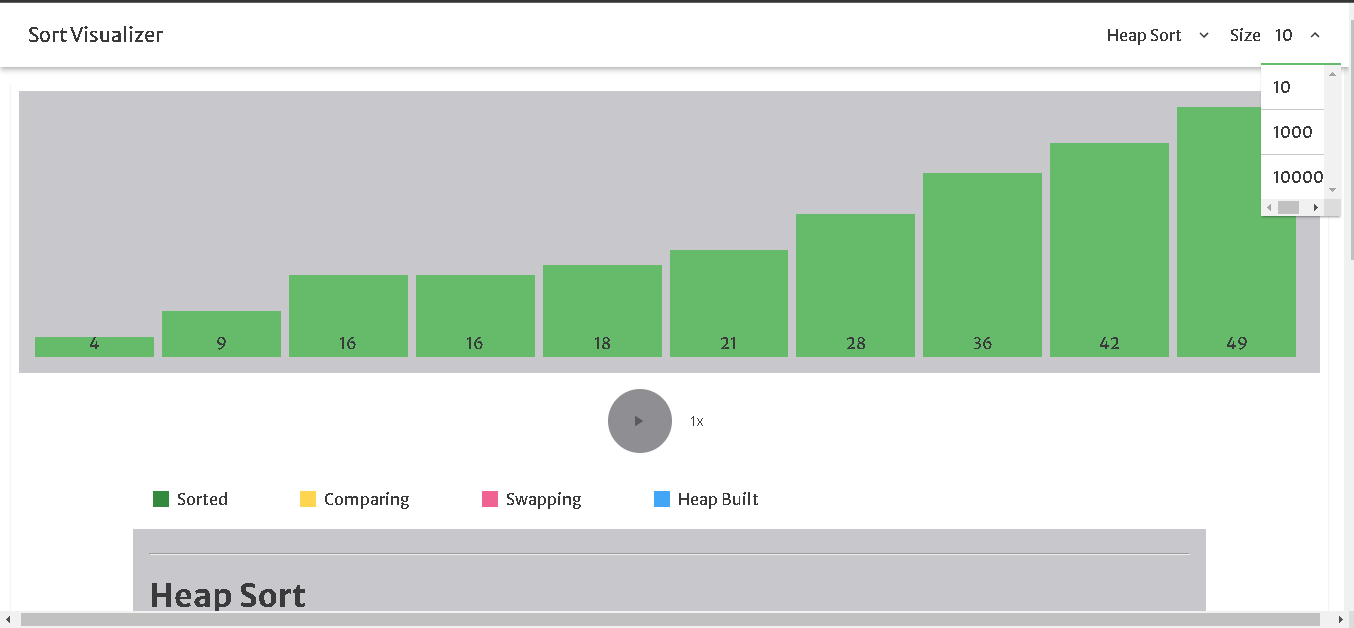 Sort Visualizer
Heap Sort Size 10
10
1000
10000
4 9 16 16 18 21 28 36 42 49
1x
Sorted Comparing Swapping Heap Built
Heap Sort